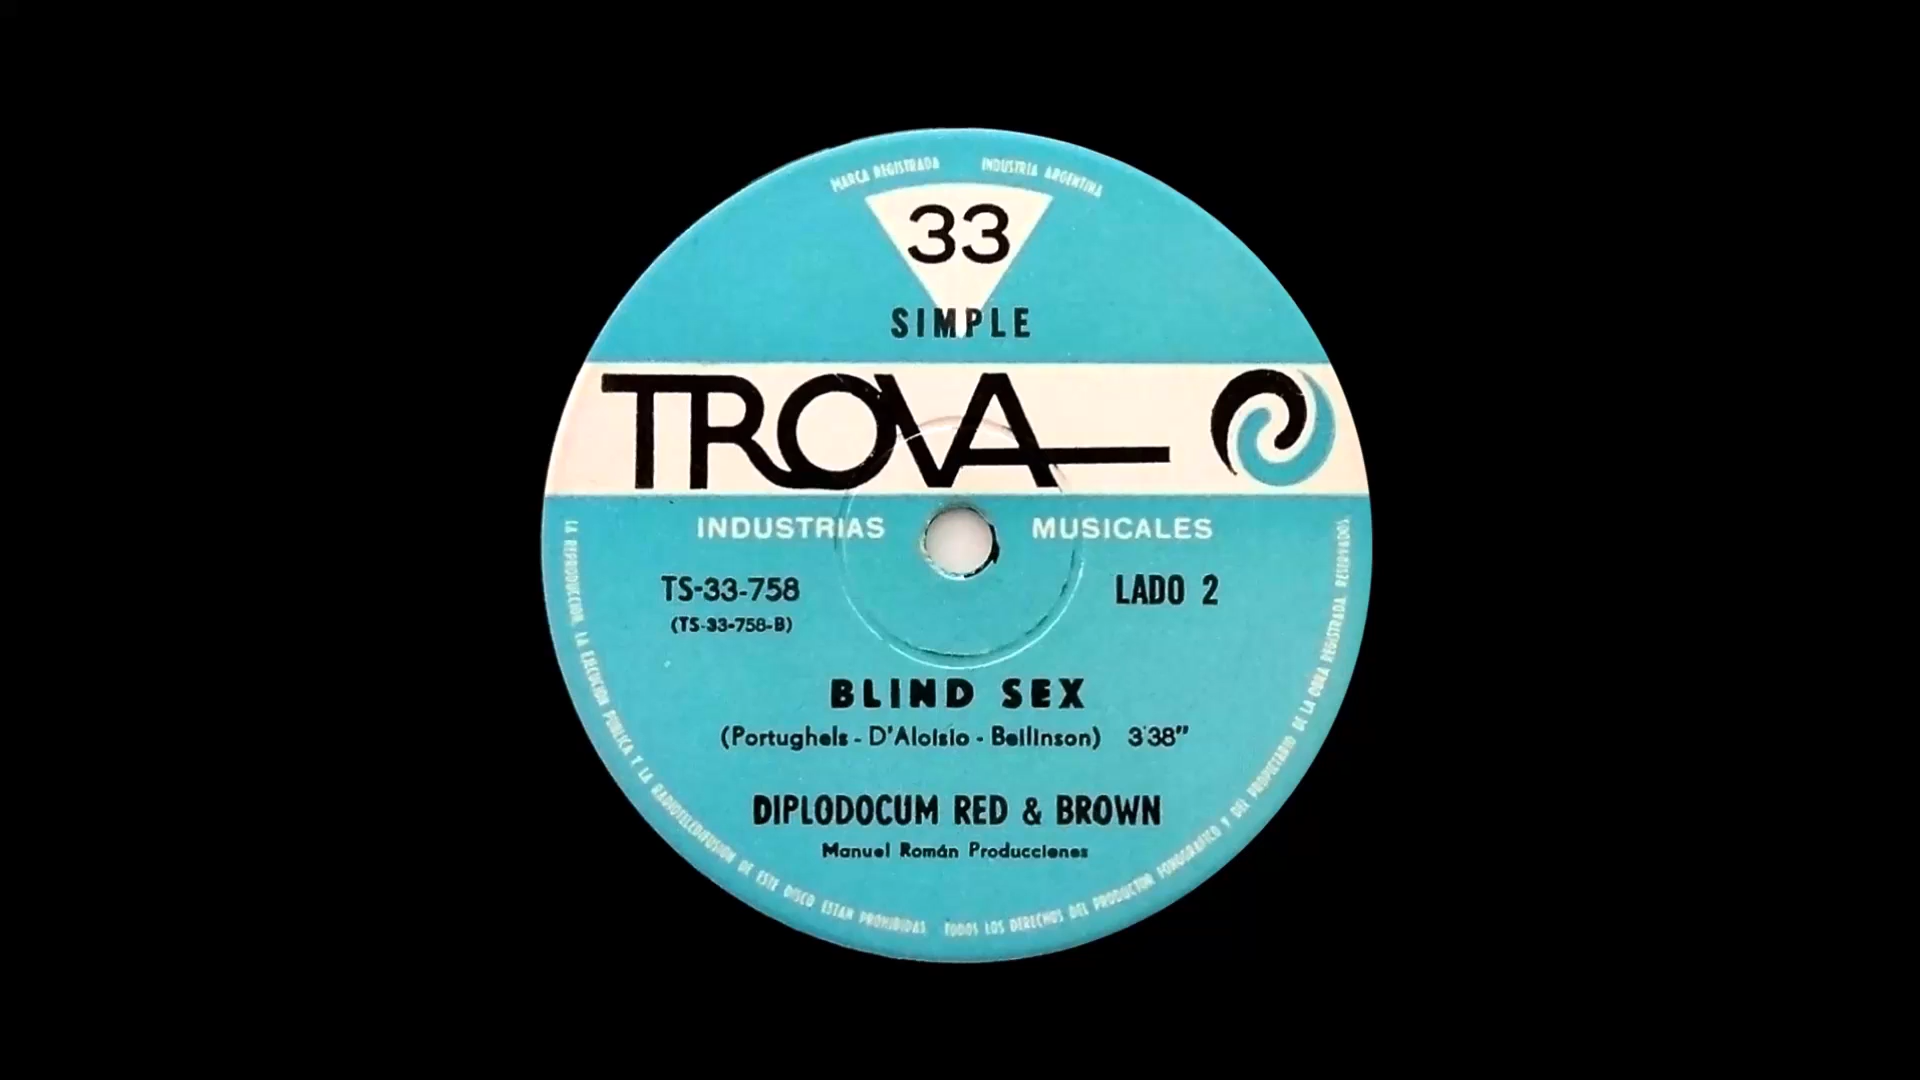 MARCA REGISTRADA INDUSTRIA ARGENTINA
33
SIMPLE
TROVA
INDUSTRIAS MUSICALES
TS-33-758 LADO 2
(TS-33-758-B)
BLIND SEX
(Portughels - D'Aloisio - Beilinson) 3'38"
DIPLODOCUM RED & BROWN
Manuel Román Producciones
LA REPRODUCCION, LA EJECUCION PUBLICA Y LA RADIOTELEDIFUSION DE ESTE DISCO ESTAN PROHIBIDAS TODOS LOS DERECHOS DEL PRODUCTOR FONOGRAFICO Y DEL PROPIETARIO DE LA OBRA REGISTRADA, RESERVADOS.